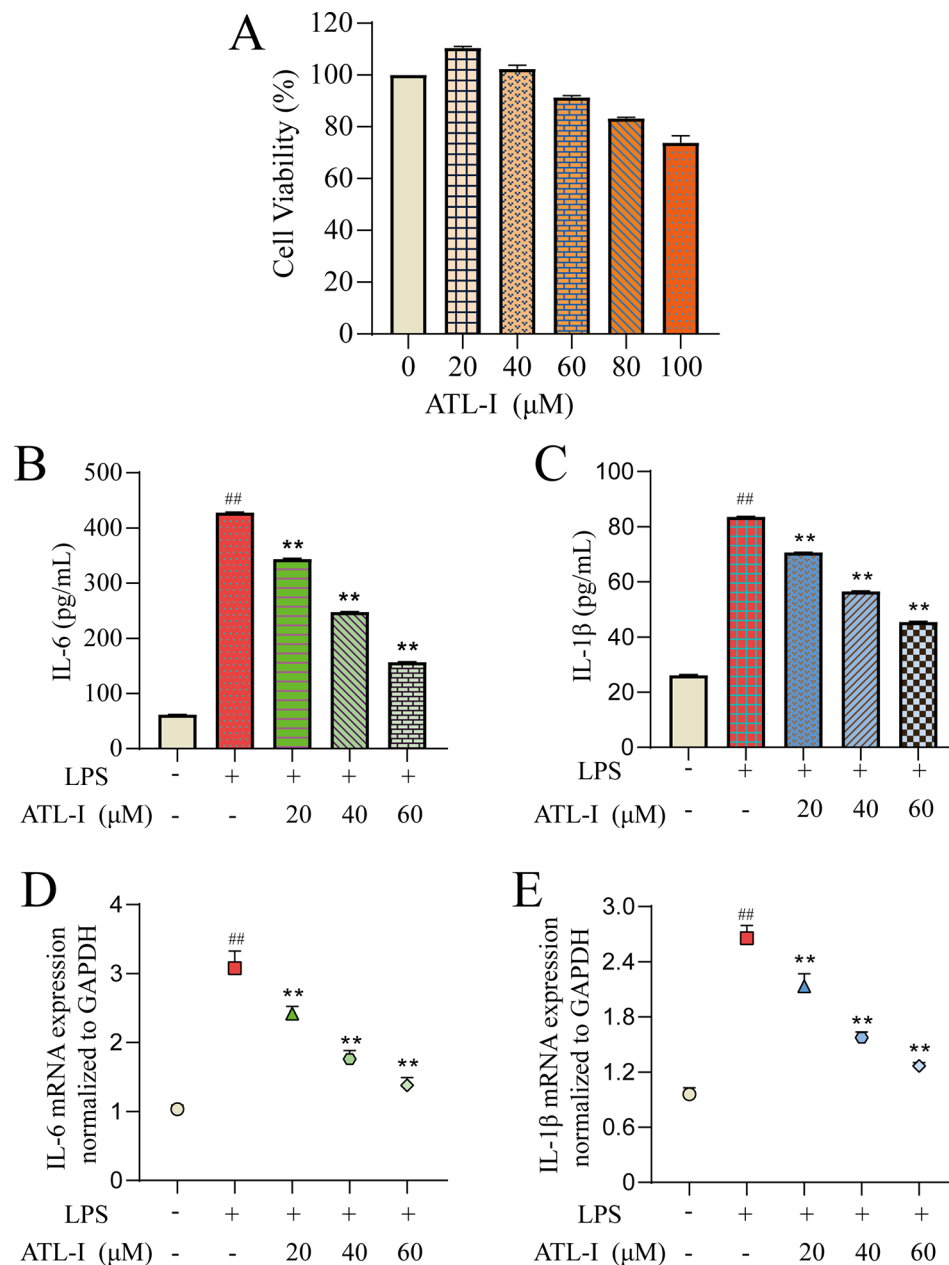 A
Cell Viability (%)
120
100
80
60
40
20
0
0 20 40 60 80 100
ATL-I (μM)
B
IL-6 (pg/mL)
500
400
300
200
100
0
##
**
**
**
LPS - + + + +
ATL-I (μM) - - 20 40 60
C
IL-1β (pg/mL)
100
80
60
40
20
0
##
**
**
**
LPS - + + + +
ATL-I (μM) - - 20 40 60
D
IL-6 mRNA expression
normalized to GAPDH
4
3
2
1
0
##
**
**
**
LPS - + + + +
ATL-I (μM) - - 20 40 60
E
IL-1β mRNA expression
normalized to GAPDH
3.0
2.4
1.8
1.2
0.6
0.0
##
**
**
**
LPS - + + + +
ATL-I (μM) - - 20 40 60